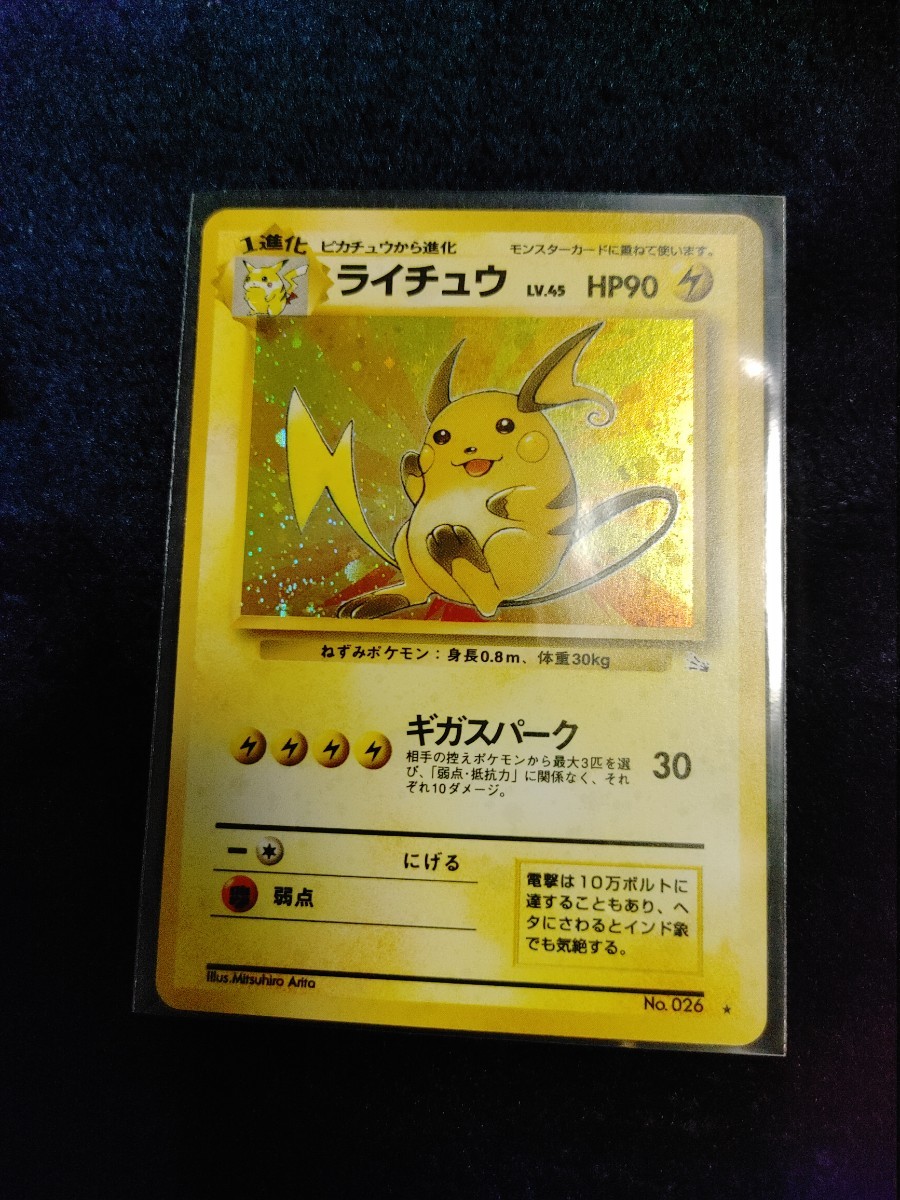 1進化 ピカチュウから進化 モンスターカードに重ねて使います。
ライチュウ LV.45 HP90
ねずみポケモン：身長0.8m、体重30kg
ギガスパーク 30
相手の控えポケモンから最大3匹を選
び、「弱点・抵抗力」に関係なく、それ
ぞれ10ダメージ。
にげる
弱点
電撃は10万ボルトに
達することもあり、ヘ
タにさわるとインド象
でも気絶する。
Illus.Mitsuhiro Arita
No.026 ★